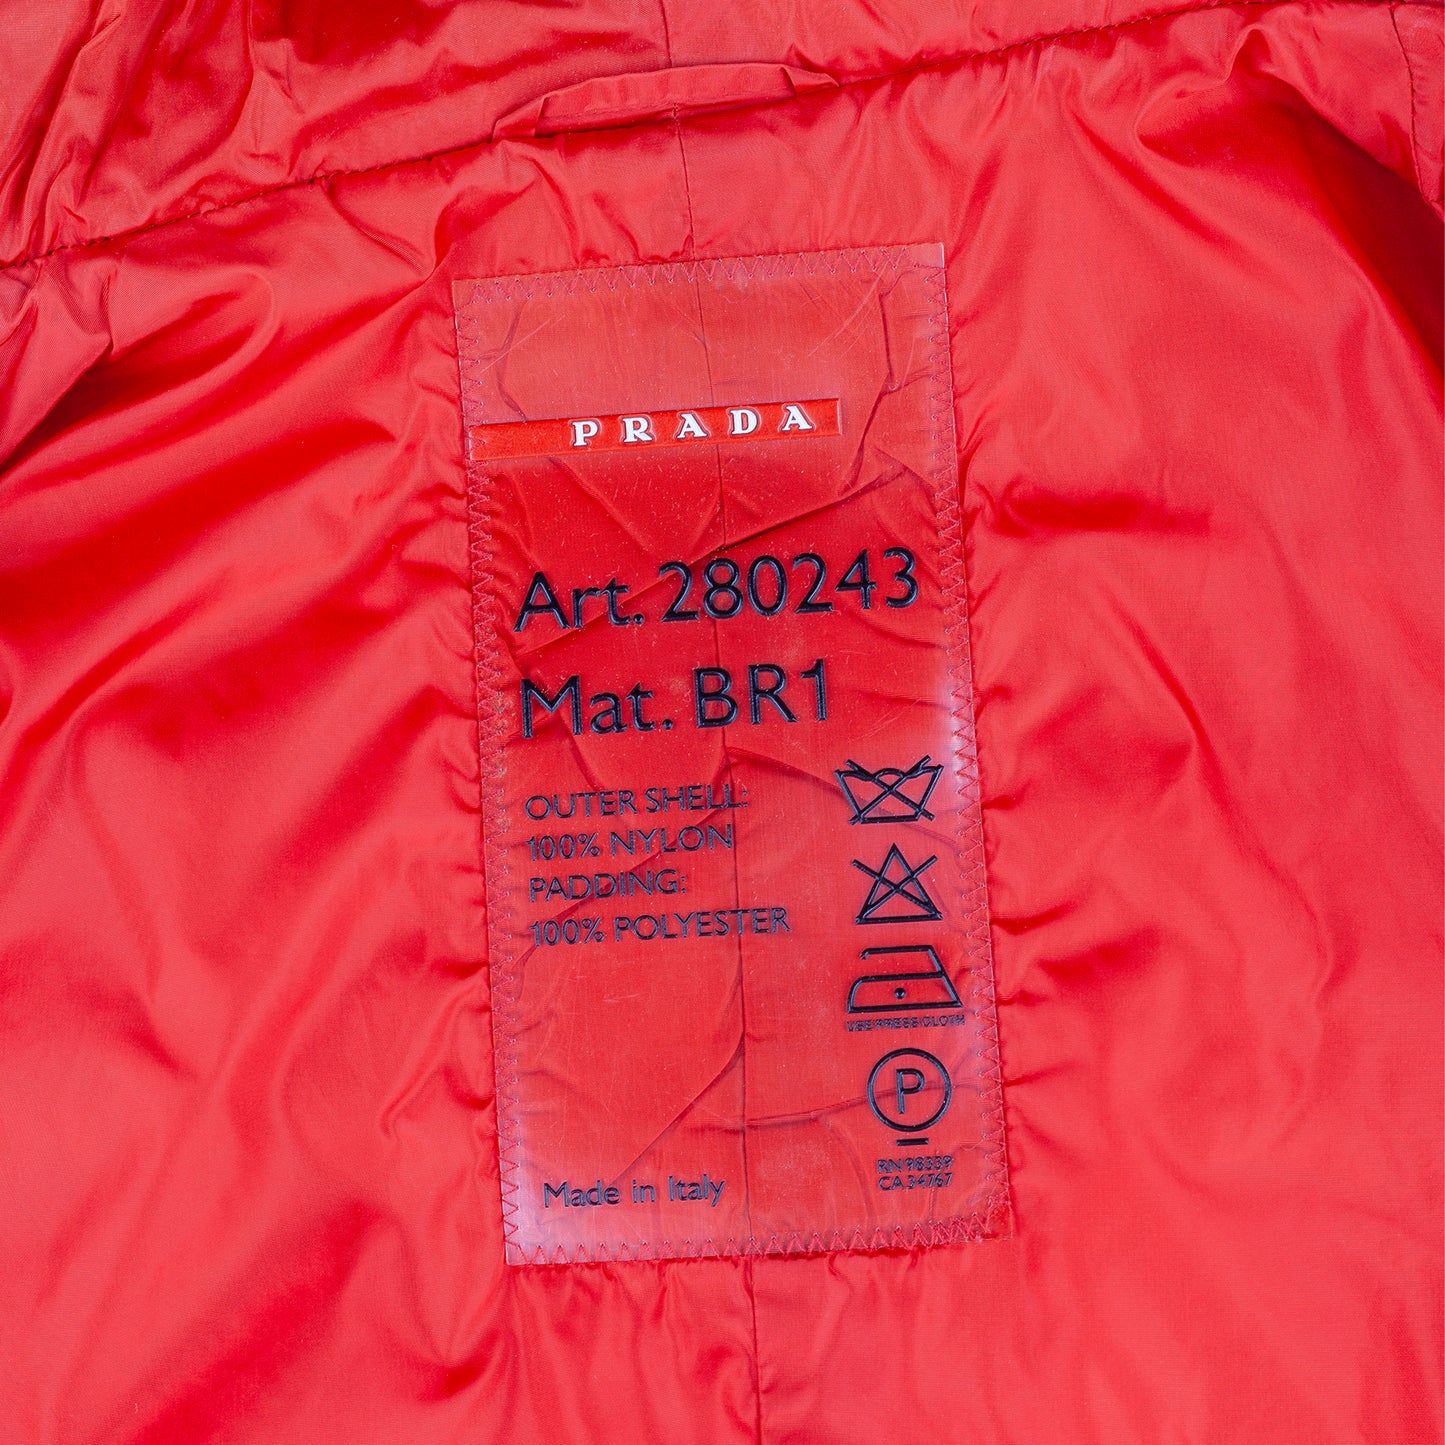 PRADA
Art. 280243
Mat. BR1
OUTER SHELL:
100% NYLON
PADDING:
100% POLYESTER
USE PRESS CLOTH
P
RN 98339
CA 34767
Made in Italy